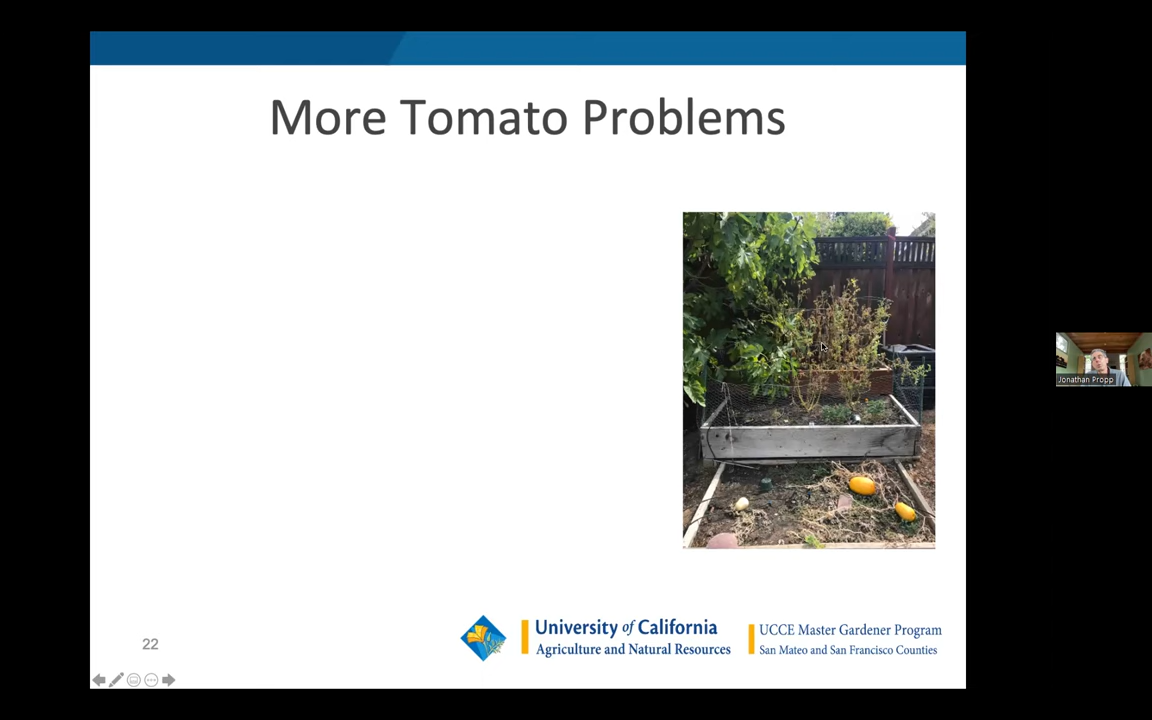 More Tomato Problems
Jonathan Propp
22
University of California
Agriculture and Natural Resources
UCCE Master Gardener Program
San Mateo and San Francisco Counties